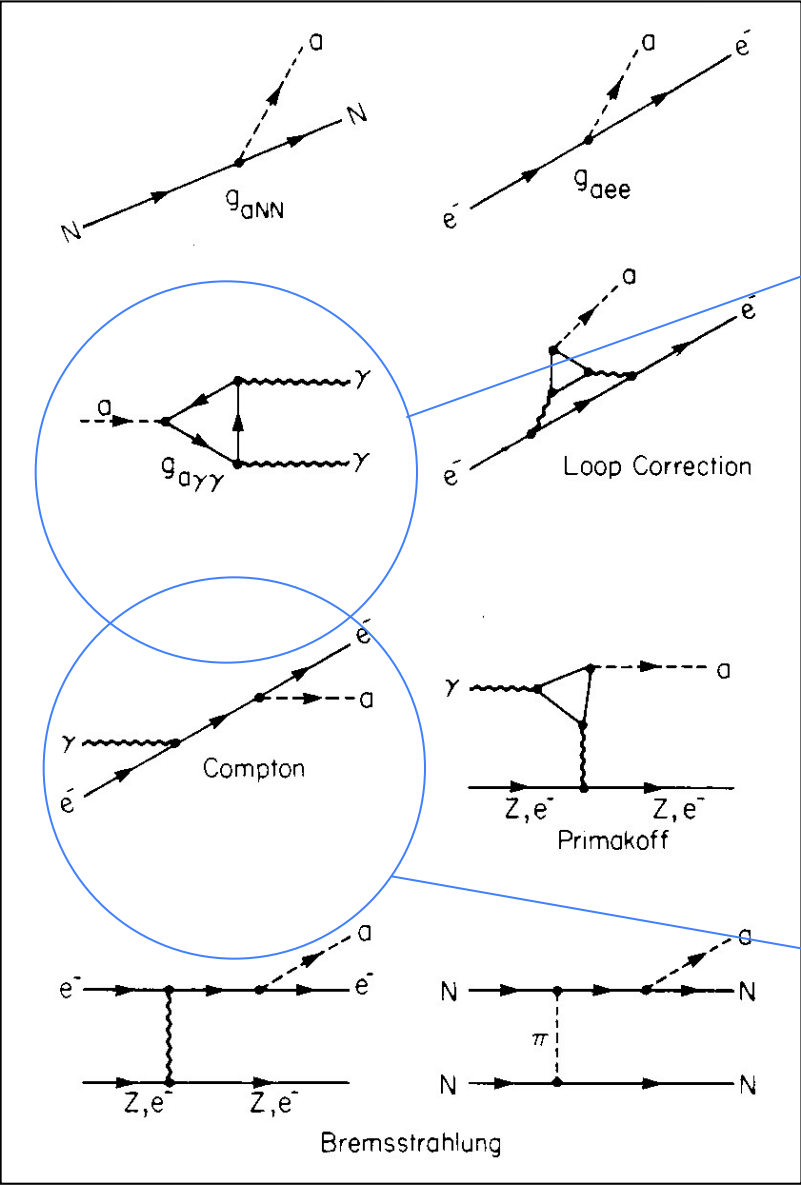 a
N
N
g_aNN
a
e⁻
e⁻
g_aee
a
γ
γ
g_aγγ
a
e⁻
e⁻
Loop Correction
e⁻
a
γ
e⁻
Compton
γ
a
Z,e⁻ Z,e⁻
Primakoff
a
e⁻ e⁻
Z,e⁻ Z,e⁻
a
N N
π
N N
Bremsstrahlung